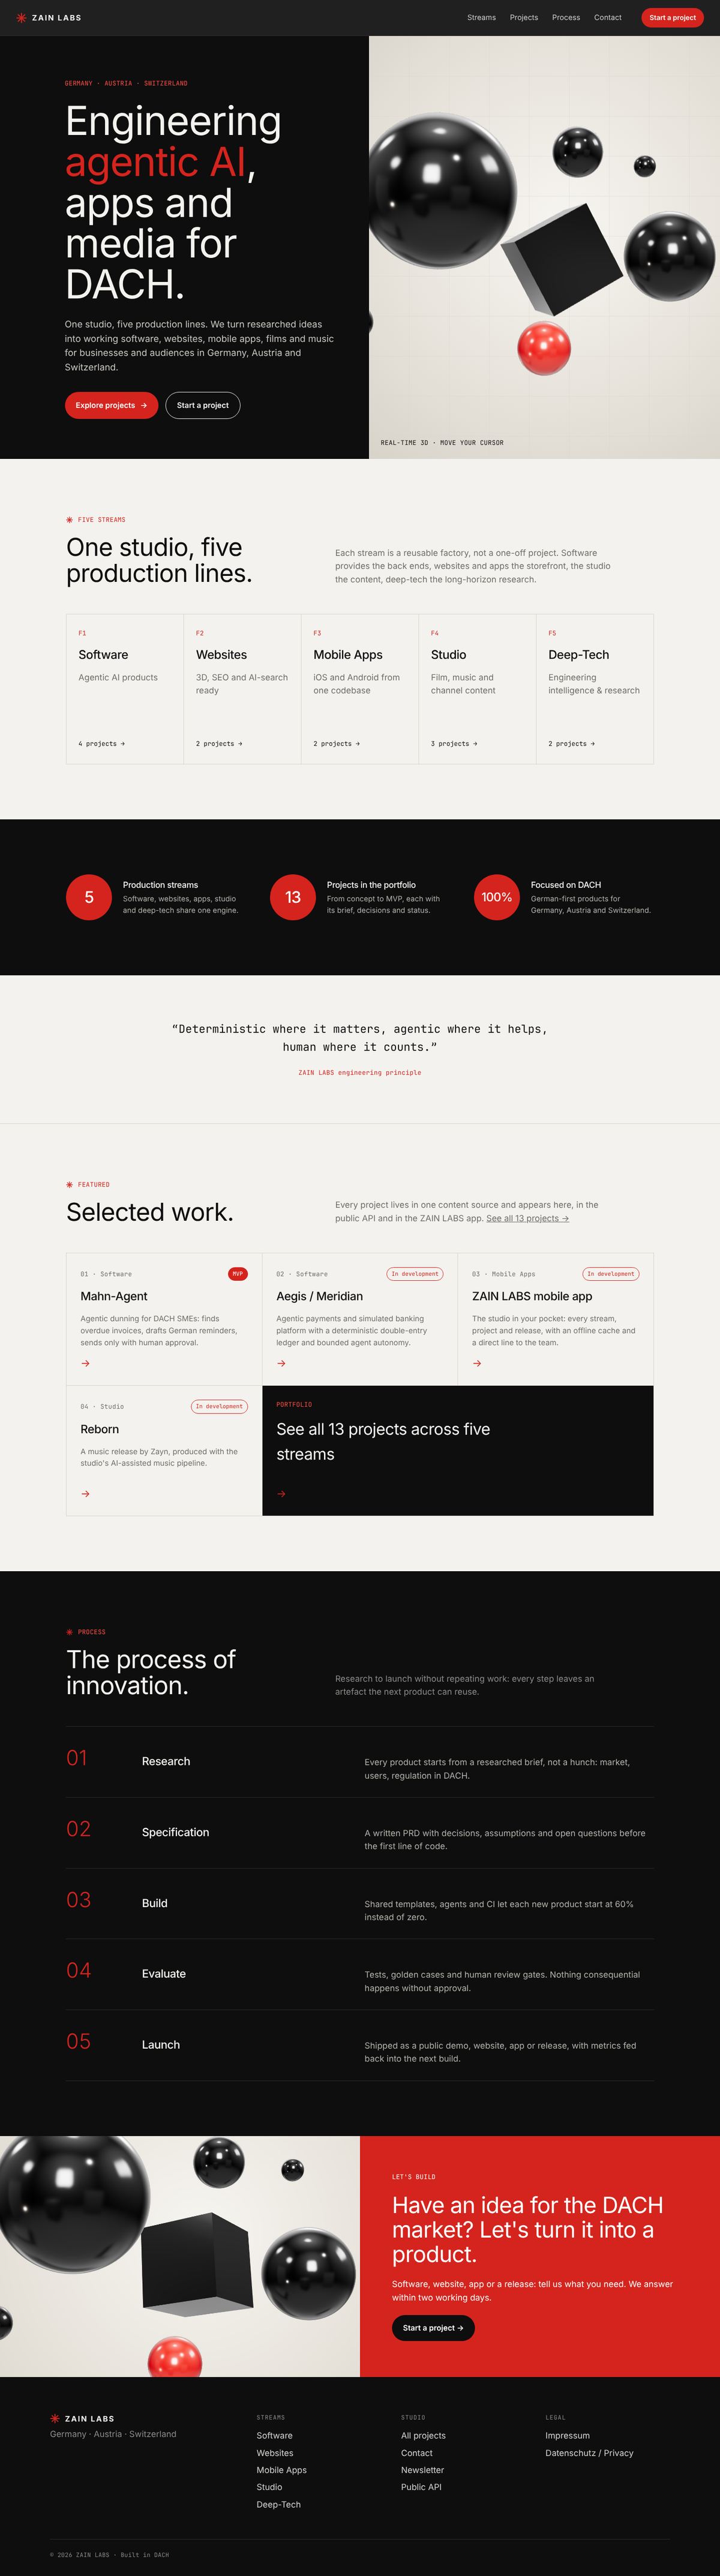 ZAIN LABS
Streams
Projects
Process
Contact
Start a project
GERMANY · AUSTRIA · SWITZERLAND
Engineering
agentic AI,
apps and
media for
DACH.
One studio, five production lines. We turn researched ideas
into working software, websites, mobile apps, films and music
for businesses and audiences in Germany, Austria and
Switzerland.
Explore projects →
Start a project
REAL-TIME 3D · MOVE YOUR CURSOR
FIVE STREAMS
One studio, five
production lines.
Each stream is a reusable factory, not a one-off project. Software
provides the back ends, websites and apps the storefront, the studio
the content, deep-tech the long-horizon research.
F1
Software
Agentic AI products
4 projects →
F2
Websites
3D, SEO and AI-search
ready
2 projects →
F3
Mobile Apps
iOS and Android from
one codebase
2 projects →
F4
Studio
Film, music and
channel content
3 projects →
F5
Deep-Tech
Engineering
intelligence & research
2 projects →
5
Production streams
Software, websites, apps, studio
and deep-tech share one engine.
13
Projects in the portfolio
From concept to MVP, each with
its brief, decisions and status.
100%
Focused on DACH
German-first products for
Germany, Austria and Switzerland.
“Deterministic where it matters, agentic where it helps,
human where it counts.”
ZAIN LABS engineering principle
FEATURED
Selected work.
Every project lives in one content source and appears here, in the
public API and in the ZAIN LABS app. See all 13 projects →
01 · Software
MVP
Mahn-Agent
Agentic dunning for DACH SMEs: finds
overdue invoices, drafts German reminders,
sends only with human approval.
→
02 · Software
In development
Aegis / Meridian
Agentic payments and simulated banking
platform with a deterministic double-entry
ledger and bounded agent autonomy.
→
03 · Mobile Apps
In development
ZAIN LABS mobile app
The studio in your pocket: every stream,
project and release, with an offline cache and
a direct line to the team.
→
04 · Studio
In development
Reborn
A music release by Zayn, produced with the
studio's AI-assisted music pipeline.
→
PORTFOLIO
See all 13 projects across five
streams
→
PROCESS
The process of
innovation.
Research to launch without repeating work: every step leaves an
artefact the next product can reuse.
01
Research
Every product starts from a researched brief, not a hunch: market,
users, regulation in DACH.
02
Specification
A written PRD with decisions, assumptions and open questions before
the first line of code.
03
Build
Shared templates, agents and CI let each new product start at 60%
instead of zero.
04
Evaluate
Tests, golden cases and human review gates. Nothing consequential
happens without approval.
05
Launch
Shipped as a public demo, website, app or release, with metrics fed
back into the next build.
LET'S BUILD
Have an idea for the DACH
market? Let's turn it into a
product.
Software, website, app or a release: tell us what you need. We answer
within two working days.
Start a project →
ZAIN LABS
Germany · Austria · Switzerland
STREAMS
Software
Websites
Mobile Apps
Studio
Deep-Tech
STUDIO
All projects
Contact
Newsletter
Public API
LEGAL
Impressum
Datenschutz / Privacy
© 2026 ZAIN LABS · Built in DACH